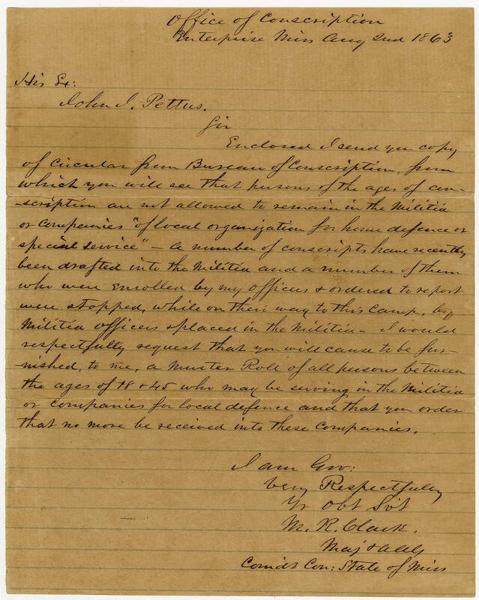 Office of Conscription
Enterprise Miss Aug 2nd 1863
His Ex:
John J. Pettus.
Sir
Enclosed I send you copy
of Circular from Bureau of Conscription, from
which you will see that persons of the ages of con-
-scription are not allowed to remain in the Militia
or Companies "of local organization for home defence or
special service" - A number of conscripts have recently
been drafted into the Militia and a number of them
who were enrolled by my officers & ordered to report
were stopped, while on their way to this Camp, by
Militia officers & placed in the Militia - I would
respectfully request that you will cause to be fur-
nished, to me, a Muster Roll of all persons between
the ages of 18 & 45 who may be serving in the Militia
or Companies for local defence and that you order
that no more be received into these Companies.
I am Gov:
Very Respectfully
Yr Obt Svt
M. R. Clark.
Maj & AAG
Comdt Con: State of Miss